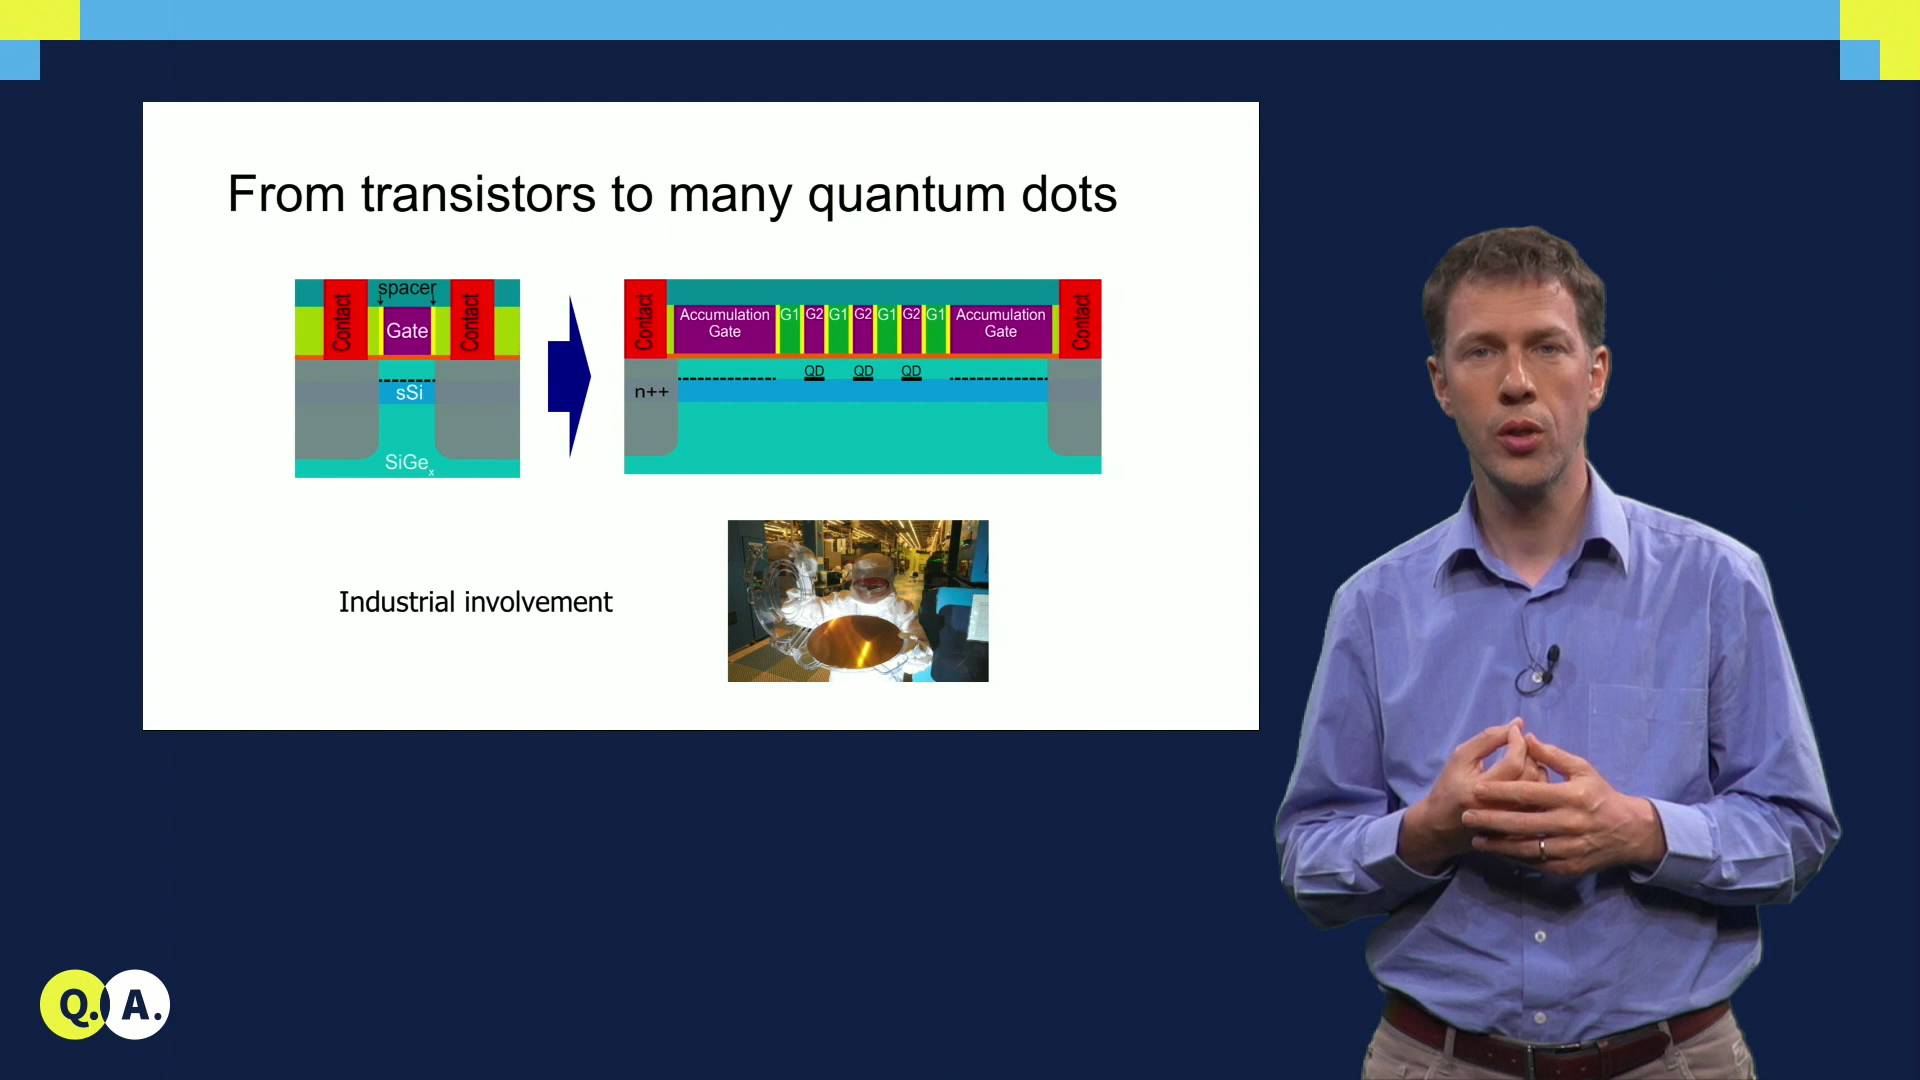 From transistors to many quantum dots
spacer
Contact
Gate
Contact
sSi
SiGex
Contact
Accumulation
Gate
G1
G2
G1
G2
G1
G2
G1
Accumulation
Gate
Contact
QD
QD
QD
n++
Industrial involvement
Q. A.